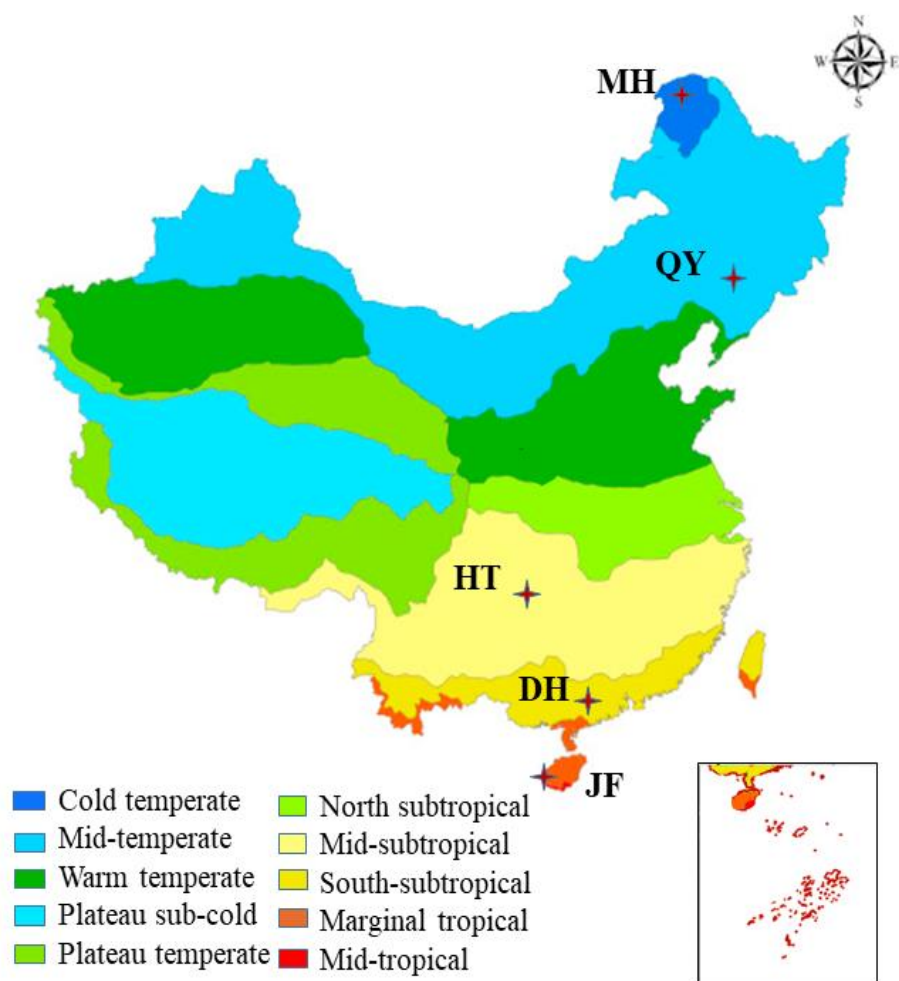 N
W E
S
MH
QY
HT
DH
JF
Cold temperate
Mid-temperate
Warm temperate
Plateau sub-cold
Plateau temperate
North subtropical
Mid-subtropical
South-subtropical
Marginal tropical
Mid-tropical